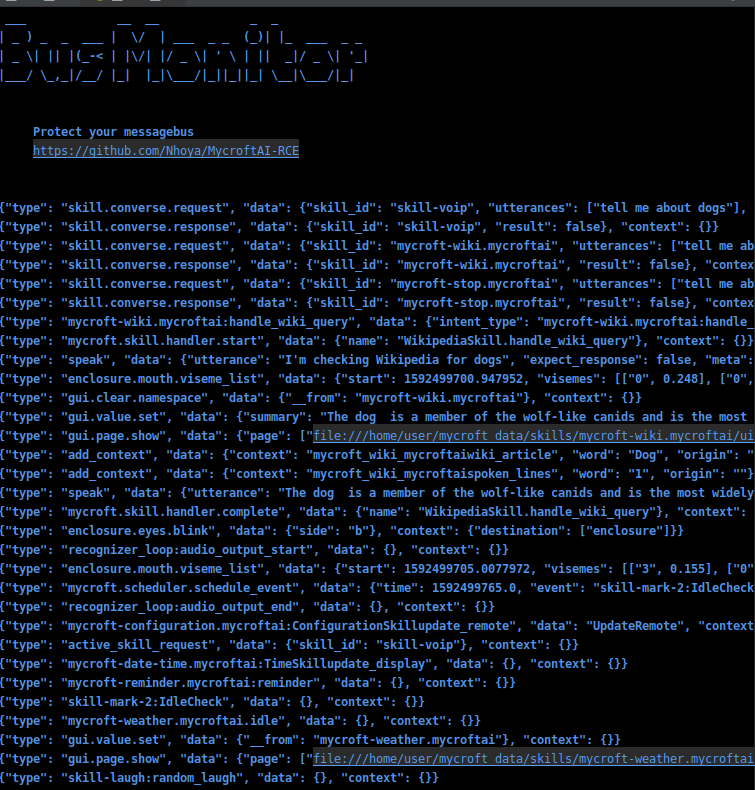 Bus Monitor
Protect your messagebus
https://github.com/Nhoya/MycroftAI-RCE
{"type": "skill.converse.request", "data": {"skill_id": "skill-voip", "utterances": ["tell me about dogs"],
{"type": "skill.converse.response", "data": {"skill_id": "skill-voip", "result": false}, "context": {}}
{"type": "skill.converse.request", "data": {"skill_id": "mycroft-wiki.mycroftai", "utterances": ["tell me ab
{"type": "skill.converse.response", "data": {"skill_id": "mycroft-wiki.mycroftai", "result": false}, "contex
{"type": "skill.converse.request", "data": {"skill_id": "mycroft-stop.mycroftai", "utterances": ["tell me ab
{"type": "skill.converse.response", "data": {"skill_id": "mycroft-stop.mycroftai", "result": false}, "contex
{"type": "mycroft-wiki.mycroftai:handle_wiki_query", "data": {"intent_type": "mycroft-wiki.mycroftai:handle_
{"type": "mycroft.skill.handler.start", "data": {"name": "WikipediaSkill.handle_wiki_query"}, "context": {}}
{"type": "speak", "data": {"utterance": "I'm checking Wikipedia for dogs", "expect_response": false, "meta":
{"type": "enclosure.mouth.viseme_list", "data": {"start": 1592499700.947952, "visemes": [["0", 0.248], ["0",
{"type": "gui.clear.namespace", "data": {"__from": "mycroft-wiki.mycroftai"}, "context": {}}
{"type": "gui.value.set", "data": {"summary": "The dog  is a member of the wolf-like canids and is the most
{"type": "gui.page.show", "data": {"page": ["file:///home/user/mycroft_data/skills/mycroft-wiki.mycroftai/ui
{"type": "add_context", "data": {"context": "mycroft_wiki_mycroftaiwiki_article", "word": "Dog", "origin": "
{"type": "add_context", "data": {"context": "mycroft_wiki_mycroftaispoken_lines", "word": "1", "origin": ""}
{"type": "speak", "data": {"utterance": "The dog  is a member of the wolf-like canids and is the most widely
{"type": "mycroft.skill.handler.complete", "data": {"name": "WikipediaSkill.handle_wiki_query"}, "context":
{"type": "enclosure.eyes.blink", "data": {"side": "b"}, "context": {"destination": ["enclosure"]}}
{"type": "recognizer_loop:audio_output_start", "data": {}, "context": {}}
{"type": "enclosure.mouth.viseme_list", "data": {"start": 1592499705.0077972, "visemes": [["3", 0.155], ["0"
{"type": "mycroft.scheduler.schedule_event", "data": {"time": 1592499765.0, "event": "skill-mark-2:IdleCheck
{"type": "recognizer_loop:audio_output_end", "data": {}, "context": {}}
{"type": "mycroft-configuration.mycroftai:ConfigurationSkillupdate_remote", "data": "UpdateRemote", "context
{"type": "active_skill_request", "data": {"skill_id": "skill-voip"}, "context": {}}
{"type": "mycroft-date-time.mycroftai:TimeSkillupdate_display", "data": {}, "context": {}}
{"type": "mycroft-reminder.mycroftai:reminder", "data": {}, "context": {}}
{"type": "skill-mark-2:IdleCheck", "data": {}, "context": {}}
{"type": "mycroft-weather.mycroftai.idle", "data": {}, "context": {}}
{"type": "gui.value.set", "data": {"__from": "mycroft-weather.mycroftai"}, "context": {}}
{"type": "gui.page.show", "data": {"page": ["file:///home/user/mycroft_data/skills/mycroft-weather.mycroftai
{"type": "skill-laugh:random_laugh", "data": {}, "context": {}}